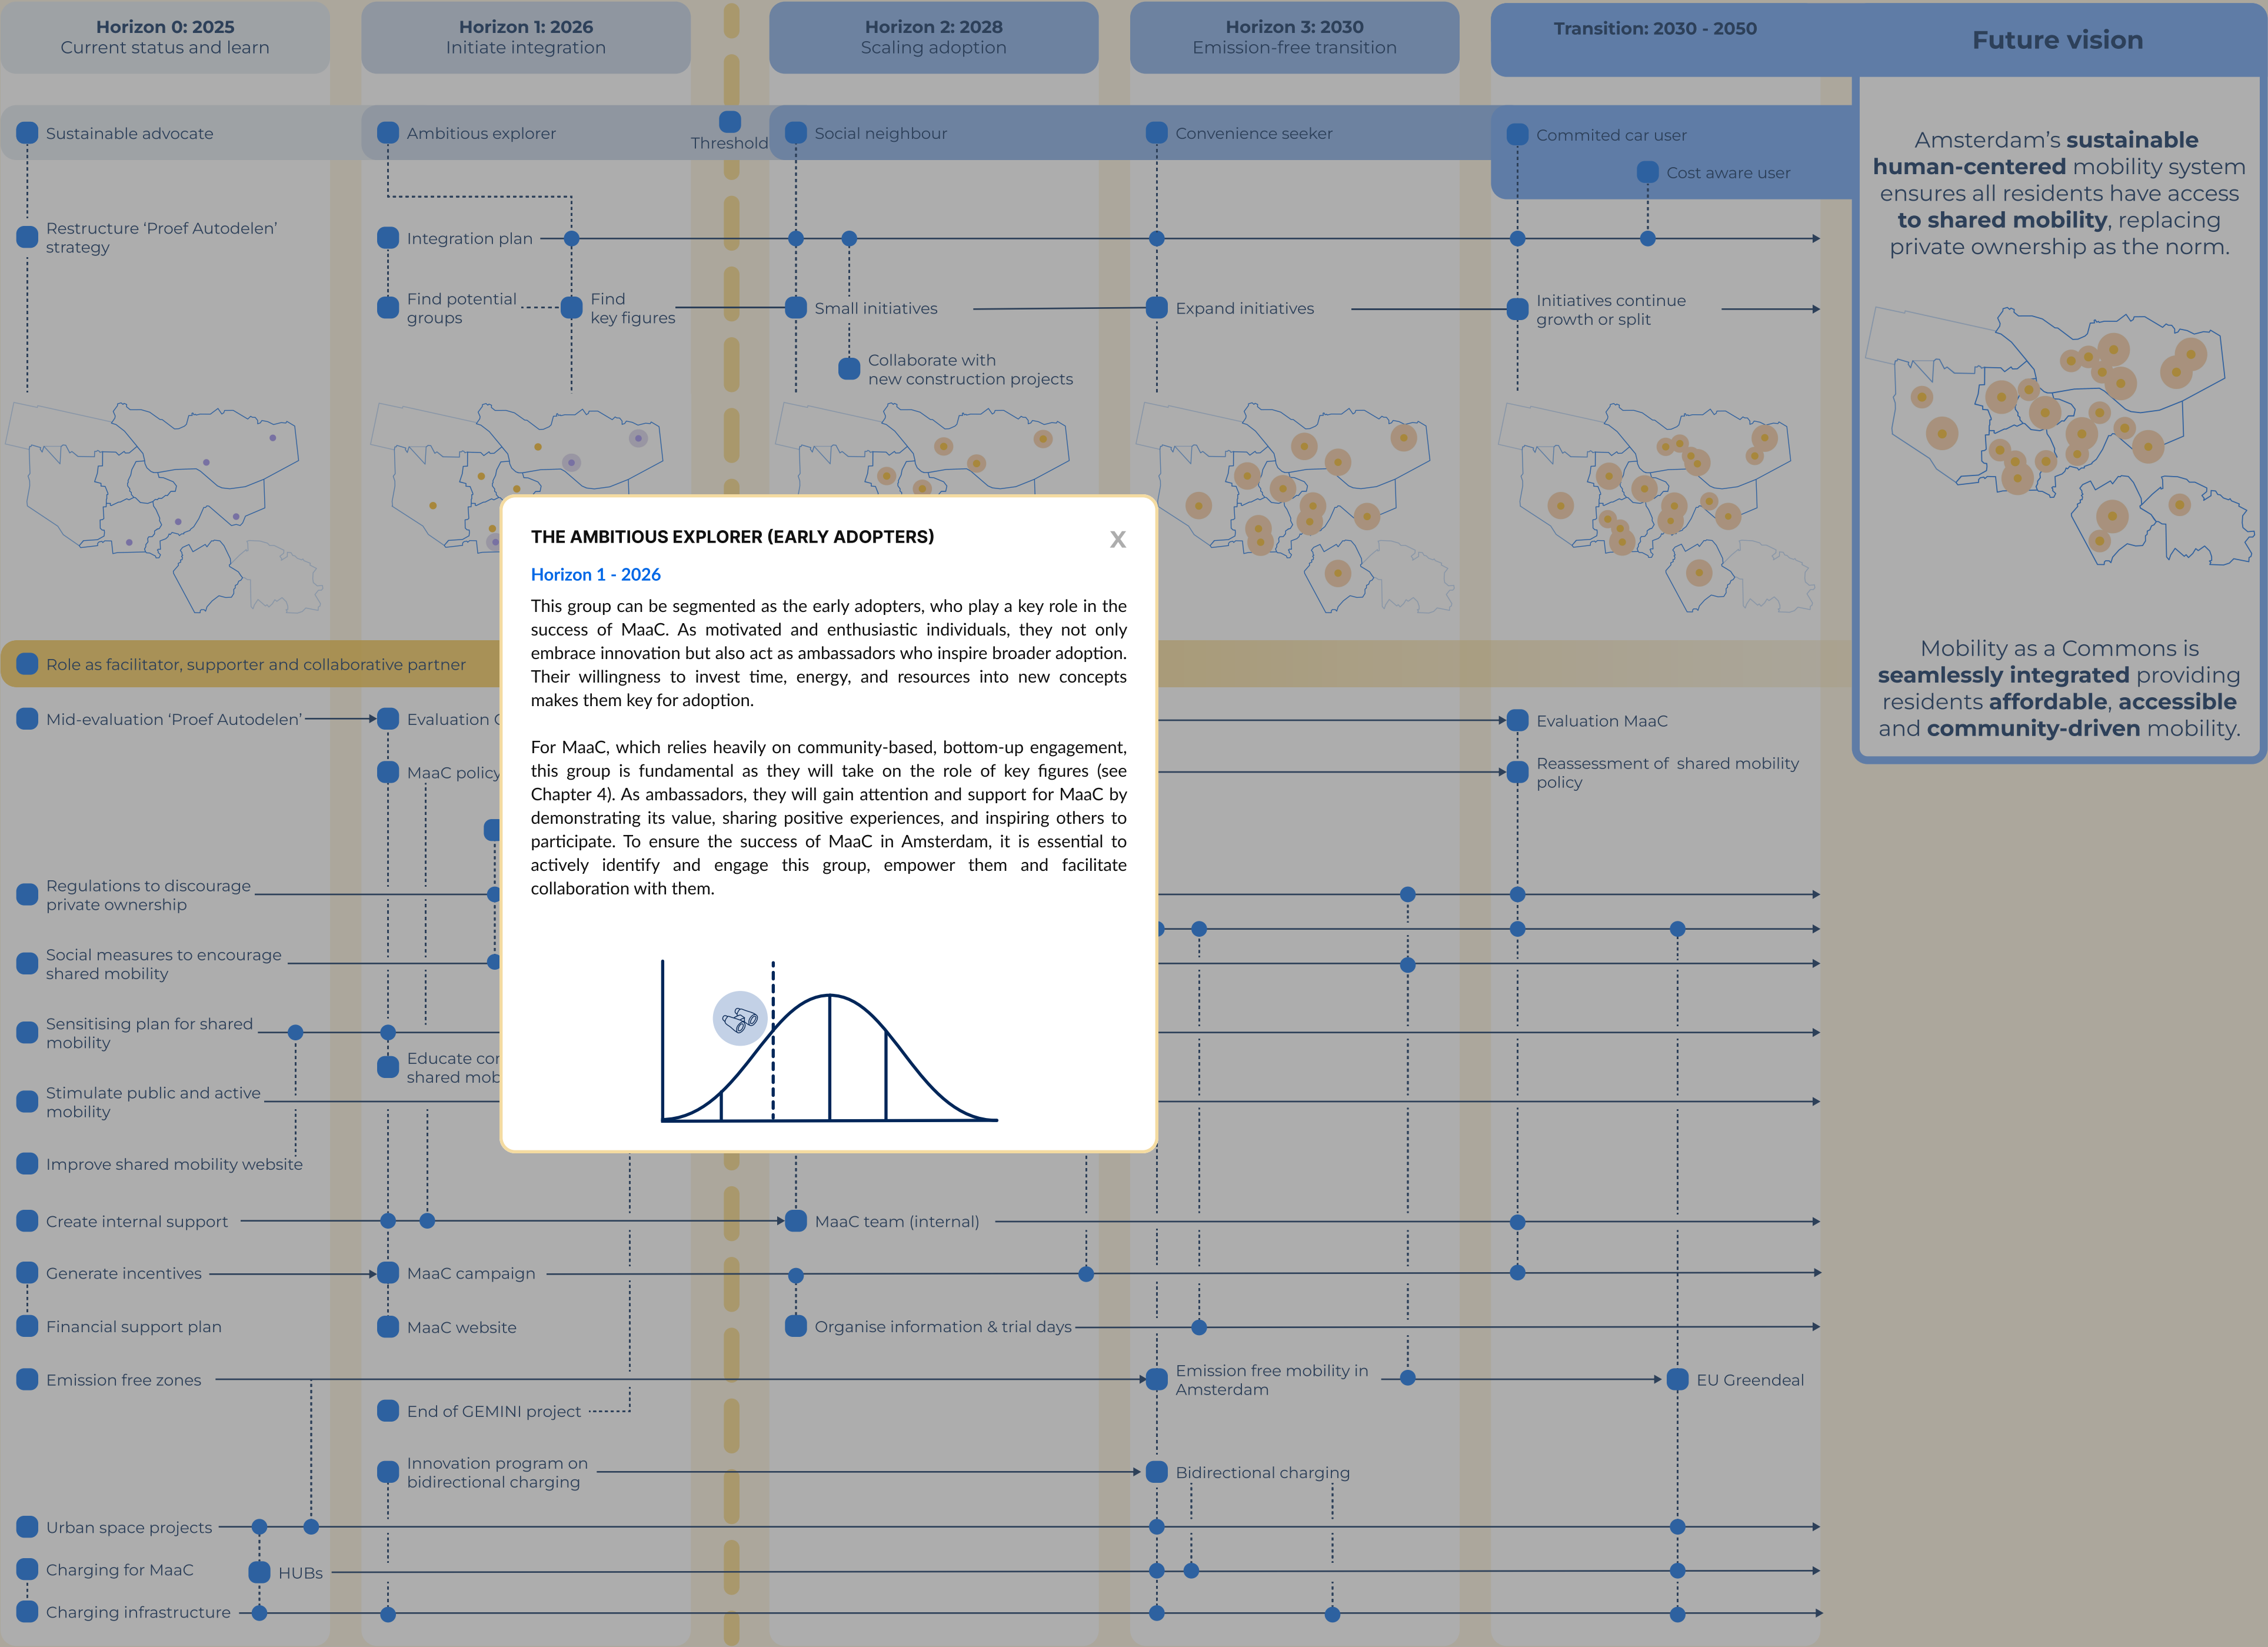 Horizon 0: 2025
Current status and learn
Horizon 1: 2026
Initiate integration
Horizon 2: 2028
Scaling adoption
Horizon 3: 2030
Emission-free transition
Transition: 2030 - 2050
Future vision
Sustainable advocate
Ambitious explorer
Threshold
Social neighbour
Convenience seeker
Commited car user
Cost aware user
Amsterdam's sustainable
human-centered mobility system
ensures all residents have access
to shared mobility, replacing
private ownership as the norm.
Restructure ‘Proef Autodelen’
strategy
Integration plan
Find potential
groups
Find
key figures
Small initiatives
Expand initiatives
Initiatives continue
growth or split
Collaborate with
new construction projects
THE AMBITIOUS EXPLORER (EARLY ADOPTERS)
X
Horizon 1 - 2026
This group can be segmented as the early adopters, who play a key role in the
success of MaaC. As motivated and enthusiastic individuals, they not only
embrace innovation but also act as ambassadors who inspire broader adoption.
Their willingness to invest time, energy, and resources into new concepts
makes them key for adoption.
For MaaC, which relies heavily on community-based, bottom-up engagement,
this group is fundamental as they will take on the role of key figures (see
Chapter 4). As ambassadors, they will gain attention and support for MaaC by
demonstrating its value, sharing positive experiences, and inspiring others to
participate. To ensure the success of MaaC in Amsterdam, it is essential to
actively identify and engage this group, empower them and facilitate
collaboration with them.
Role as facilitator, supporter and collaborative partner
Mobility as a Commons is
seamlessly integrated providing
residents affordable, accessible
and community-driven mobility.
Mid-evaluation ‘Proef Autodelen’
Evaluation
Evaluation MaaC
MaaC policy
Reassessment of shared mobility
policy
Regulations to discourage
private ownership
Social measures to encourage
shared mobility
Sensitising plan for shared
mobility
Educate
shared
Stimulate public and active
mobility
Improve shared mobility website
Create internal support
MaaC team (internal)
Generate incentives
MaaC campaign
Financial support plan
MaaC website
Organise information & trial days
Emission free zones
Emission free mobility in
Amsterdam
EU Greendeal
End of GEMINI project
Innovation program on
bidirectional charging
Bidirectional charging
Urban space projects
Charging for MaaC
HUBs
Charging infrastructure